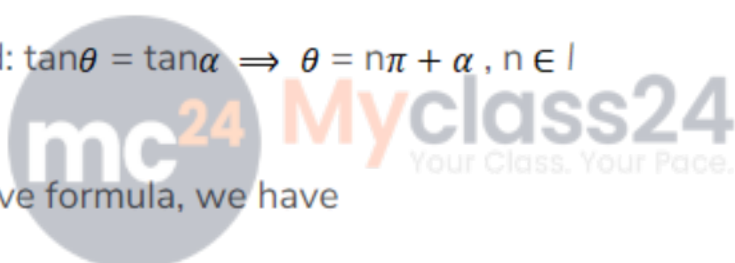 l: tanθ = tanα ⟹ θ = nπ + α , n ∈ I
mc24 Myclass24
Your Class. Your Pace.
ve formula, we have